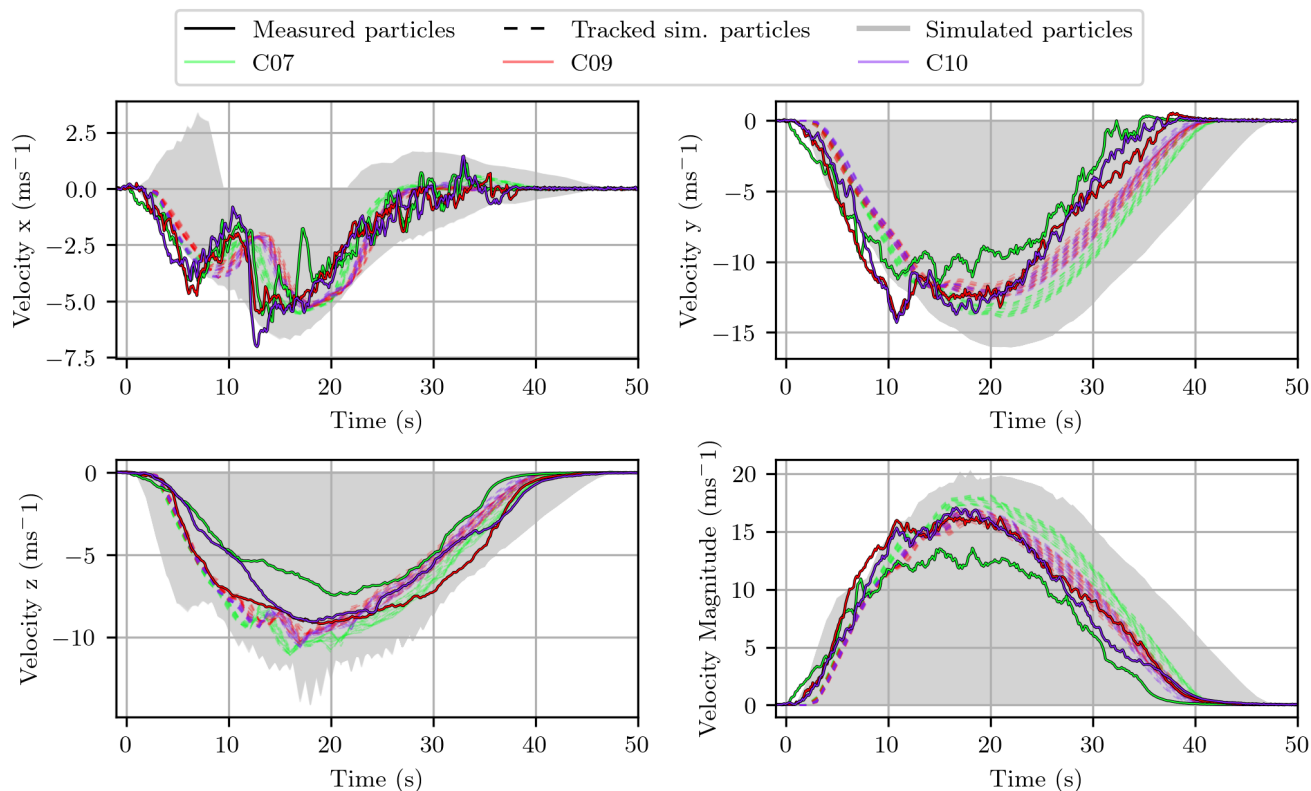 Measured particles Tracked sim. particles Simulated particles
C07 C09 C10
Velocity x (ms−1)
2.5
0.0
−2.5
−5.0
−7.5
0 10 20 30 40 50
Time (s)
Velocity y (ms−1)
0
−5
−10
−15
0 10 20 30 40 50
Time (s)
Velocity z (ms−1)
0
−5
−10
0 10 20 30 40 50
Time (s)
Velocity Magnitude (ms−1)
20
15
10
5
0
0 10 20 30 40 50
Time (s)